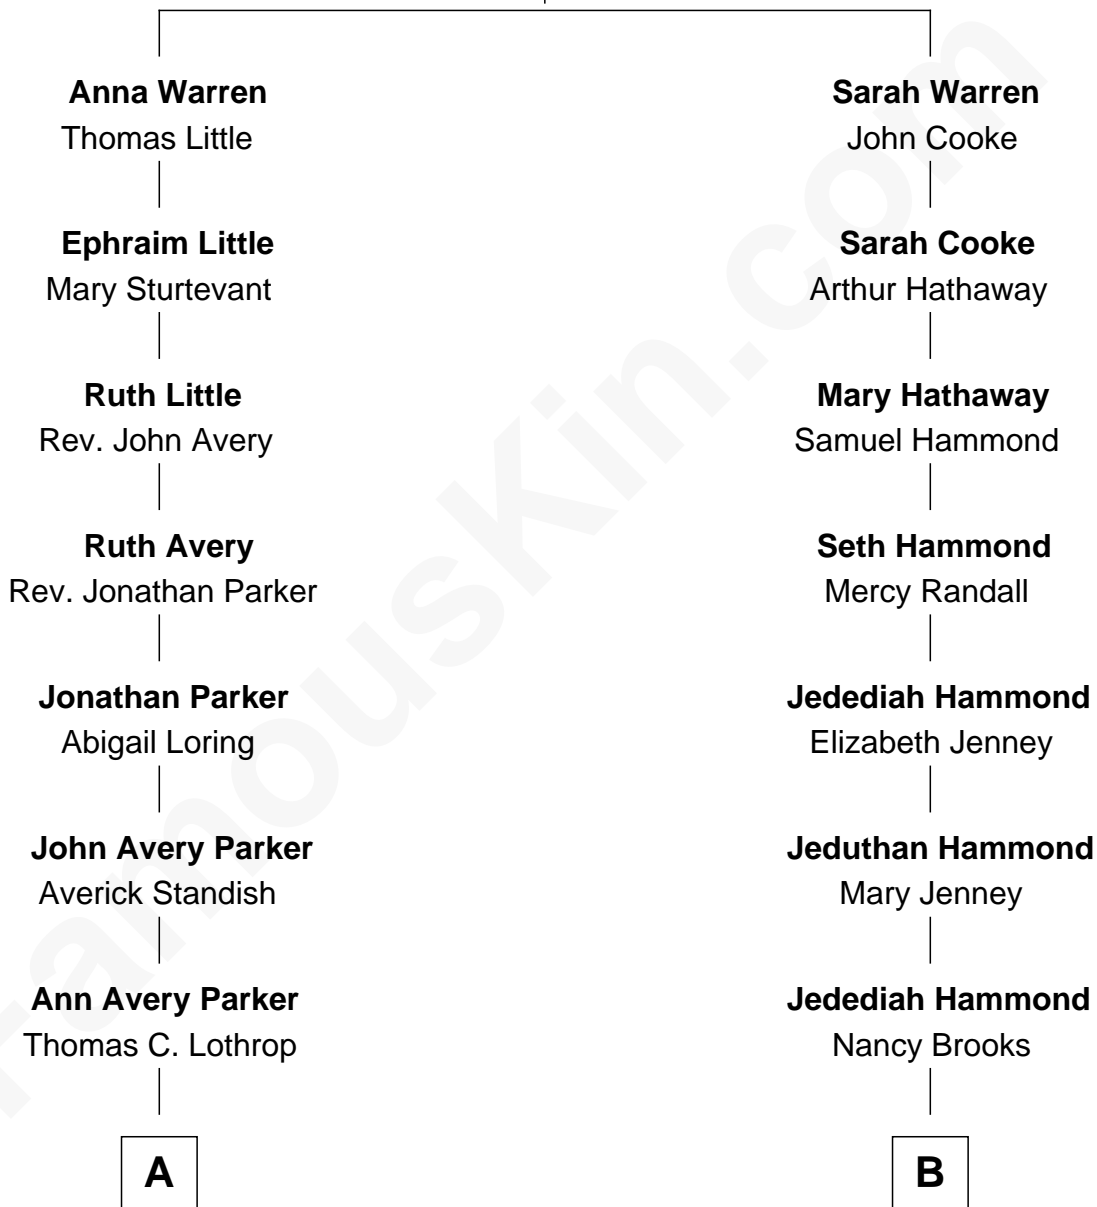 Anna Warren
Thomas Little
Ephraim Little
Mary Sturtevant
Ruth Little
Rev. John Avery
Ruth Avery
Rev. Jonathan Parker
Jonathan Parker
Abigail Loring
John Avery Parker
Averick Standish
Ann Avery Parker
Thomas C. Lothrop
A
Sarah Warren
John Cooke
Sarah Cooke
Arthur Hathaway
Mary Hathaway
Samuel Hammond
Seth Hammond
Mercy Randall
Jedediah Hammond
Elizabeth Jenney
Jeduthan Hammond
Mary Jenney
Jedediah Hammond
Nancy Brooks
B
FamousKin.com